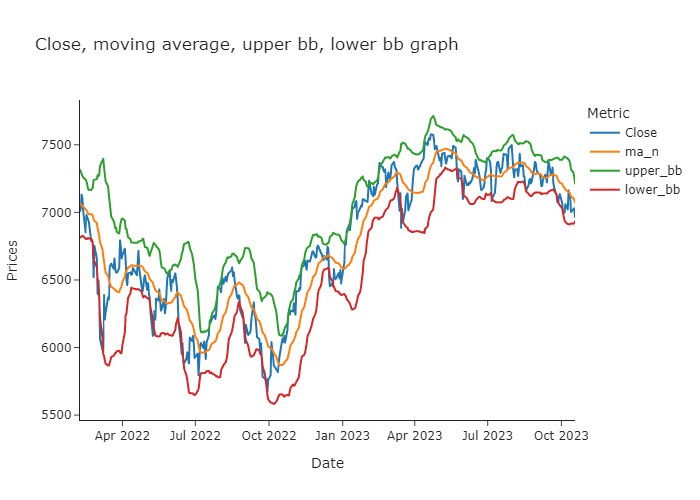 Close, moving average, upper bb, lower bb graph
Metric
Close
ma_n
upper_bb
lower_bb
7500
7000
6500
6000
5500
Prices
Apr 2022 Jul 2022 Oct 2022 Jan 2023 Apr 2023 Jul 2023 Oct 2023
Date